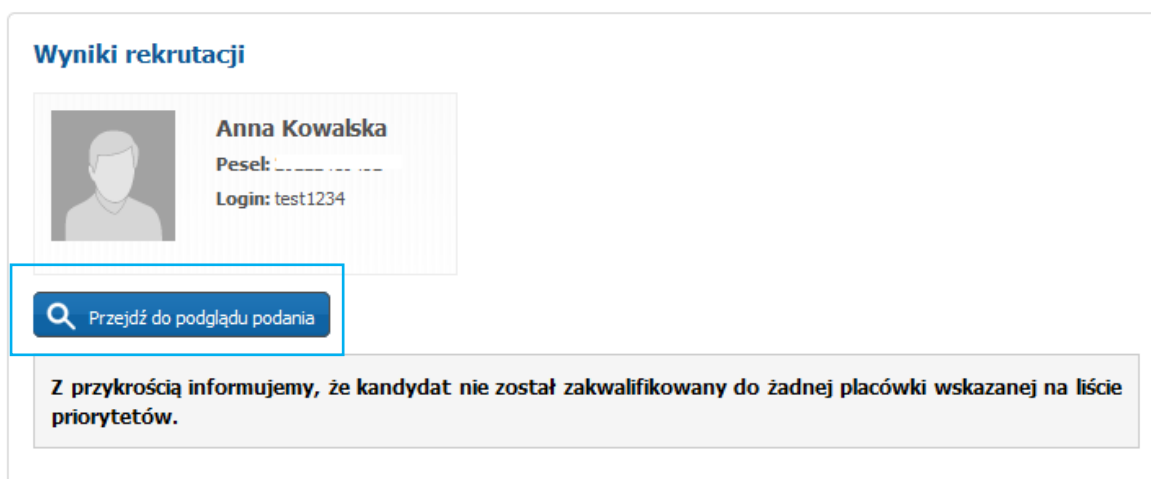 Wyniki rekrutacji
Anna Kowalska
Pesel:
Login: test1234
Przejdź do podglądu podania
Z przykrością informujemy, że kandydat nie został zakwalifikowany do żadnej placówki wskazanej na liście
priorytetów.